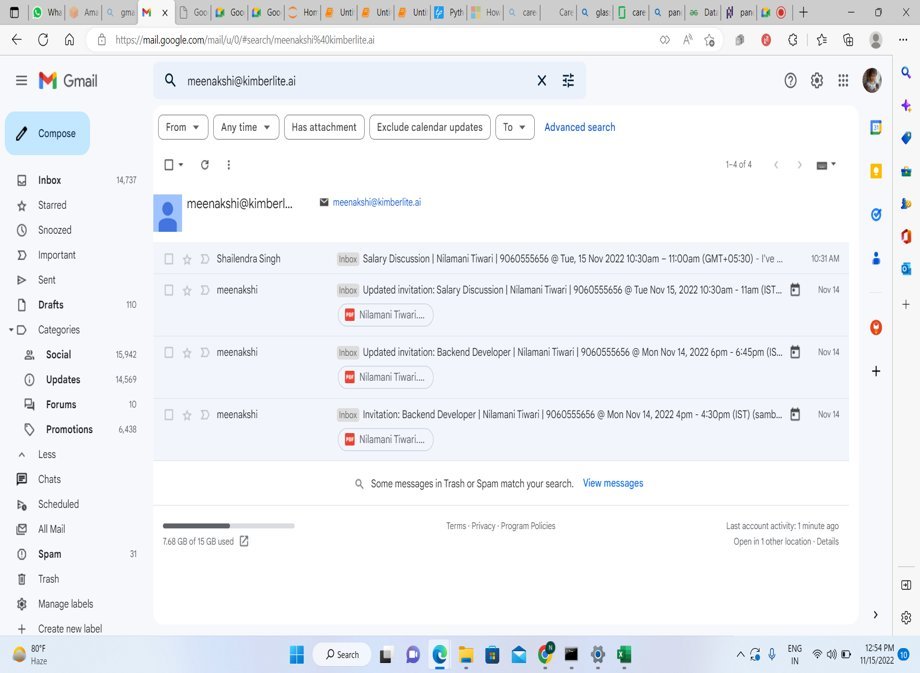 Wha
Ama
gma
M
Goo
Goo
Goo
Hom
Unti
Unti
Unti
Pyth
How
care
Care
glas
care
pan
Data
pan
https://mail.google.com/mail/u/0/#search/meenakshi%40kimberlite.ai
Gmail
meenakshi@kimberlite.ai
Compose
From
Any time
Has attachment
Exclude calendar updates
To
Advanced search
1-4 of 4
Inbox 14,737
Starred
Snoozed
Important
Sent
Drafts 110
Categories
Social 15,942
Updates 14,569
Forums 10
Promotions 6,438
Less
Chats
Scheduled
All Mail
Spam 31
Trash
Manage labels
Create new label
meenakshi@kimberl...
meenakshi@kimberlite.ai
Shailendra Singh Inbox Salary Discussion | Nilamani Tiwari | 9060555656 @ Tue, 15 Nov 2022 10:30am – 11:00am (GMT+05:30) - I've ... 10:31 AM
meenakshi Inbox Updated invitation: Salary Discussion | Nilamani Tiwari | 9060555656 @ Tue Nov 15, 2022 10:30am - 11am (IST... Nov 14
PDF Nilamani Tiwari....
meenakshi Inbox Updated invitation: Backend Developer | Nilamani Tiwari | 9060555656 @ Mon Nov 14, 2022 6pm - 6:45pm (IS... Nov 14
PDF Nilamani Tiwari....
meenakshi Inbox Invitation: Backend Developer | Nilamani Tiwari | 9060555656 @ Mon Nov 14, 2022 4pm - 4:30pm (IST) (samb... Nov 14
PDF Nilamani Tiwari....
Some messages in Trash or Spam match your search. View messages
7.68 GB of 15 GB used
Terms · Privacy · Program Policies
Last account activity: 1 minute ago
Open in 1 other location · Details
80°F
Haze
Search
ENG
IN
12:54 PM
11/15/2022
10